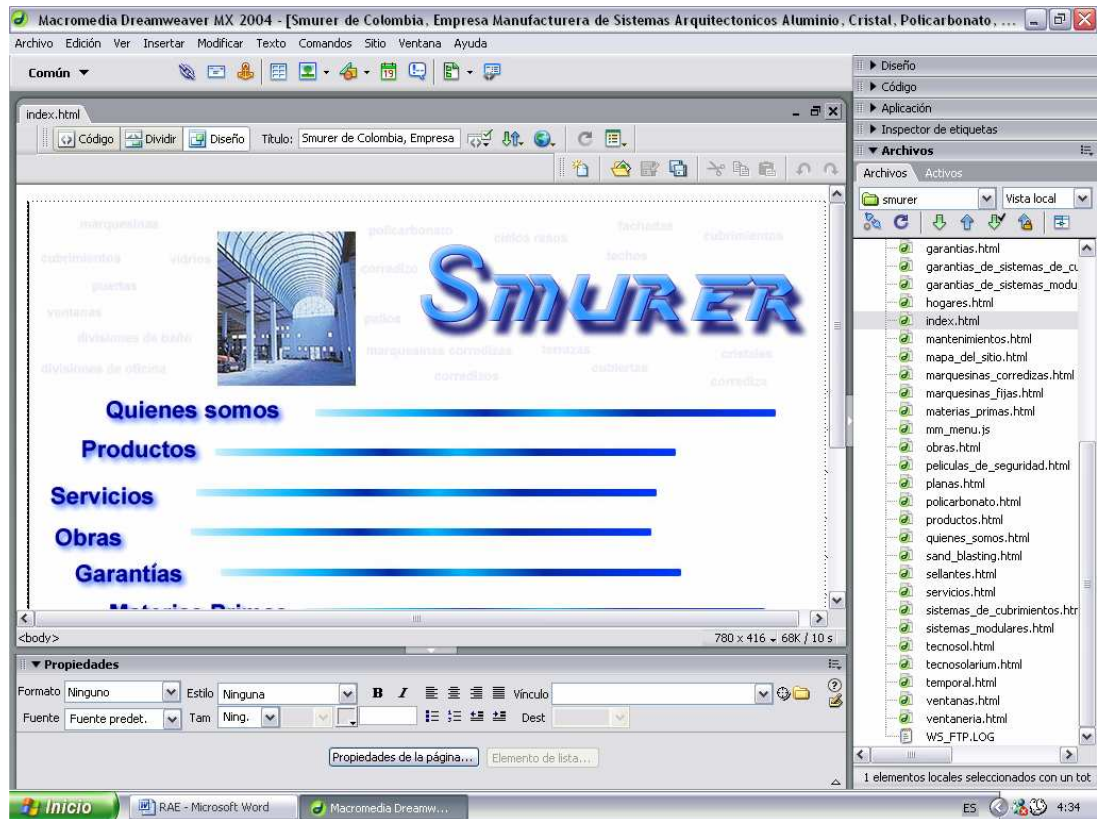 Macromedia Dreamweaver MX 2004 - [Smurer de Colombia, Empresa Manufacturera de Sistemas Arquitectonicos Aluminio, Cristal, Policarbonato, ...
Archivo Edición Ver Insertar Modificar Texto Comandos Sitio Ventana Ayuda
Común
19
index.html
Código Dividir Diseño Título: Smurer de Colombia, Empresa
marquesinas policarbonato cielos rasos fachadas cubrimientos
cubrimientos vidrios corredizo techos
puertas
ventanas patios
divisiones de baño marquesinas corredizas terrazas cristales
divisiones de oficina corredizos cubiertas corrediza
SMURER
Quienes somos
Productos
Servicios
Obras
Garantías
Materias Primas
<body> 780 x 416 68K / 10 s
Propiedades
Formato Ninguno Estilo Ninguna B I Vínculo
Fuente Fuente predet. Tam Ning. Dest
Propiedades de la página... Elemento de lista...
Diseño
Código
Aplicación
Inspector de etiquetas
Archivos
Archivos Activos
smurer Vista local
garantias.html
garantias_de_sistemas_de_cu
garantias_de_sistemas_modu
hogares.html
index.html
mantenimientos.html
mapa_del_sitio.html
marquesinas_corredizas.html
marquesinas_fijas.html
materias_primas.html
mm_menu.js
obras.html
peliculas_de_seguridad.html
planas.html
policarbonato.html
productos.html
quienes_somos.html
sand_blasting.html
sellantes.html
servicios.html
sistemas_de_cubrimientos.htr
sistemas_modulares.html
tecnosol.html
tecnosolarium.html
temporal.html
ventanas.html
ventaneria.html
WS_FTP.LOG
1 elementos locales seleccionados con un tot
Inicio RAE - Microsoft Word Macromedia Dreamw... ES 4:34